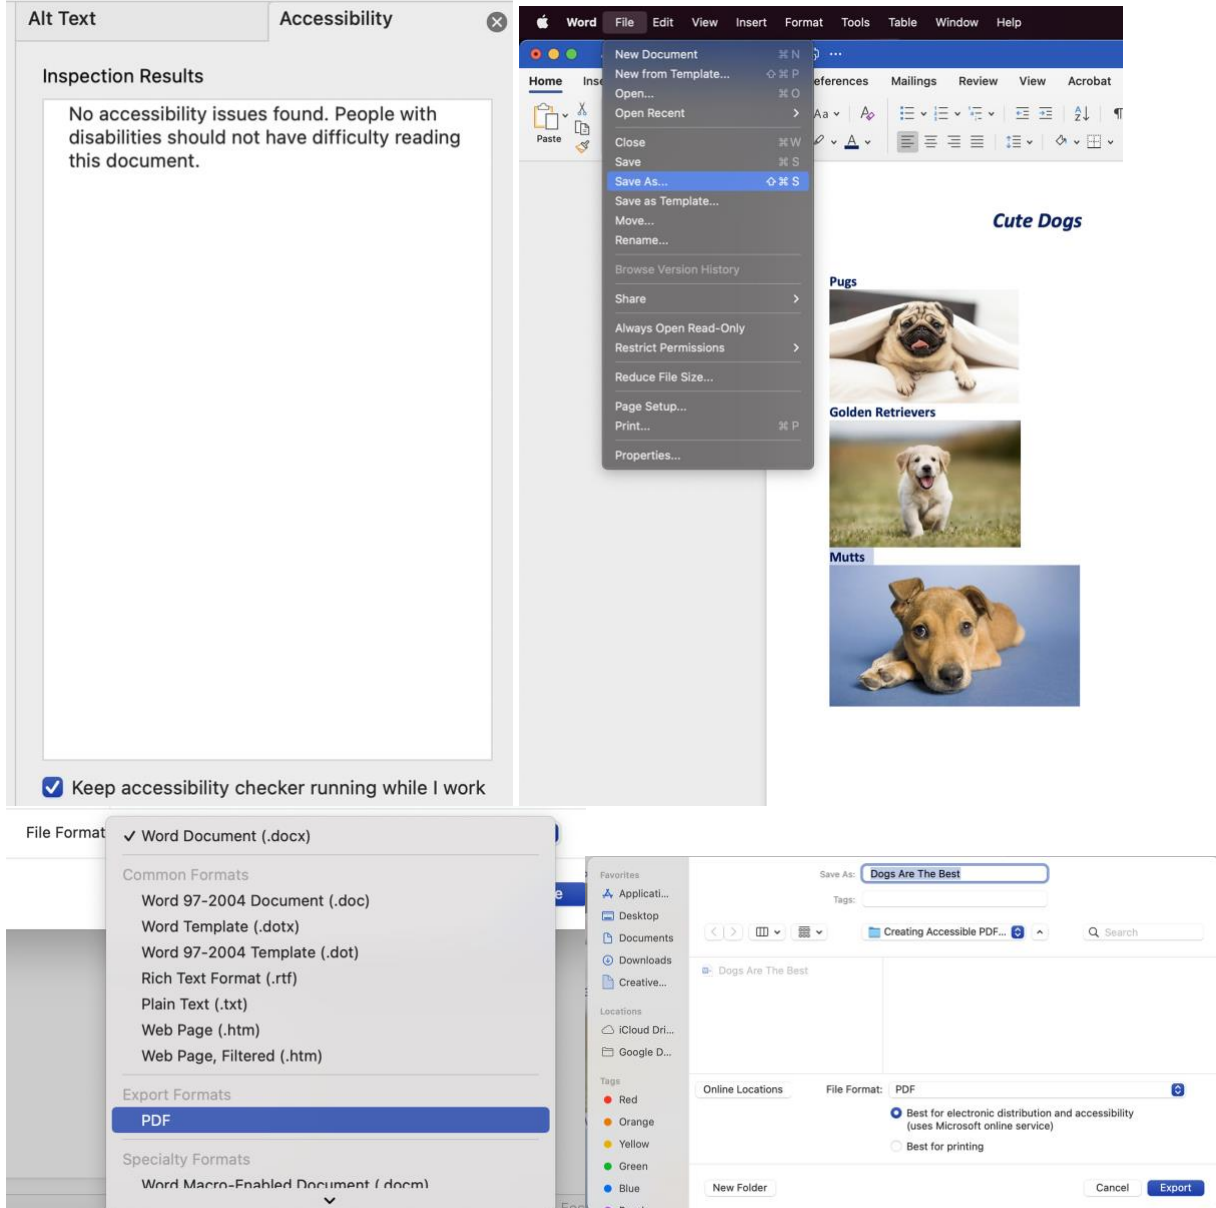 Alt Text
Accessibility
Inspection Results
No accessibility issues found. People with
disabilities should not have difficulty reading
this document.
Keep accessibility checker running while I work
Word File Edit View Insert Format Tools Table Window Help
New Document ⌘ N
New from Template... ⇧ ⌘ P
Open... ⌘ O
Open Recent
Close ⌘ W
Save ⌘ S
Save As... ⇧ ⌘ S
Save as Template...
Move...
Rename...
Browse Version History
Share
Always Open Read-Only
Restrict Permissions
Reduce File Size...
Page Setup...
Print... ⌘ P
Properties...
Home Inse eferences Mailings Review View Acrobat
Paste
Aa
Cute Dogs
Pugs
Golden Retrievers
Mutts
File Format
✓ Word Document (.docx)
Common Formats
Word 97-2004 Document (.doc)
Word Template (.dotx)
Word 97-2004 Template (.dot)
Rich Text Format (.rtf)
Plain Text (.txt)
Web Page (.htm)
Web Page, Filtered (.htm)
Export Formats
PDF
Specialty Formats
Word Macro-Enabled Document (.docm)
Favorites
Applicati...
Desktop
Documents
Downloads
Creative...
Locations
iCloud Dri...
Google D...
Tags
Red
Orange
Yellow
Green
Blue
Save As: Dogs Are The Best
Tags:
Creating Accessible PDF...
Search
Dogs Are The Best
Online Locations
File Format: PDF
Best for electronic distribution and accessibility
(uses Microsoft online service)
Best for printing
New Folder
Cancel
Export